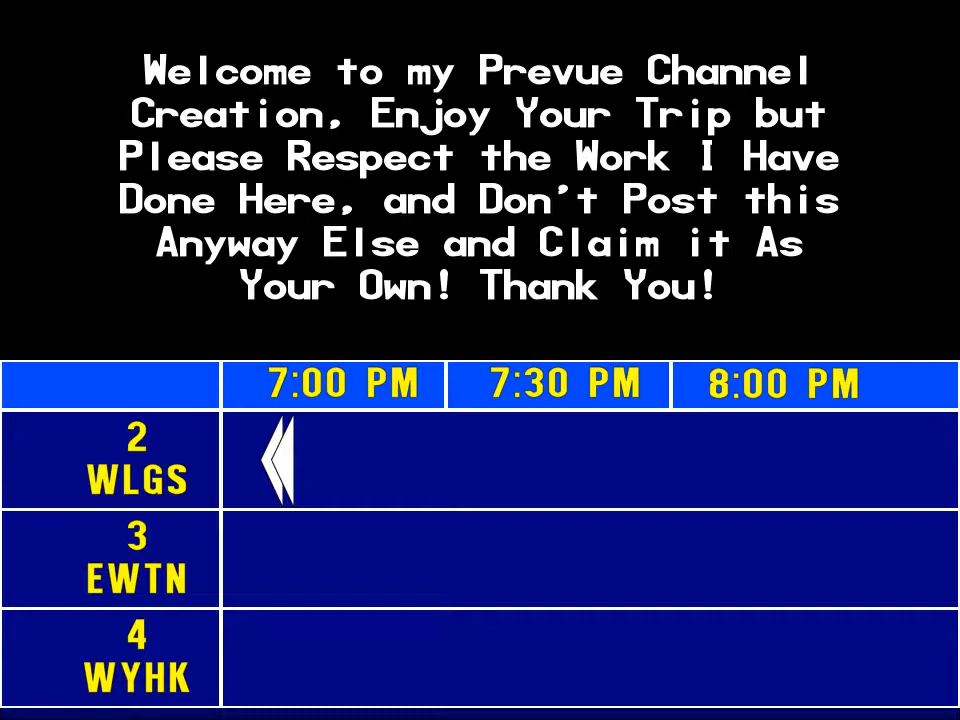 Welcome to my Prevue Channel
Creation, Enjoy Your Trip but
Please Respect the Work I Have
Done Here, and Don't Post this
Anyway Else and Claim it As
Your Own! Thank You!
7:00 PM 7:30 PM 8:00 PM
2
WLGS
3
EWTN
4
WYHK